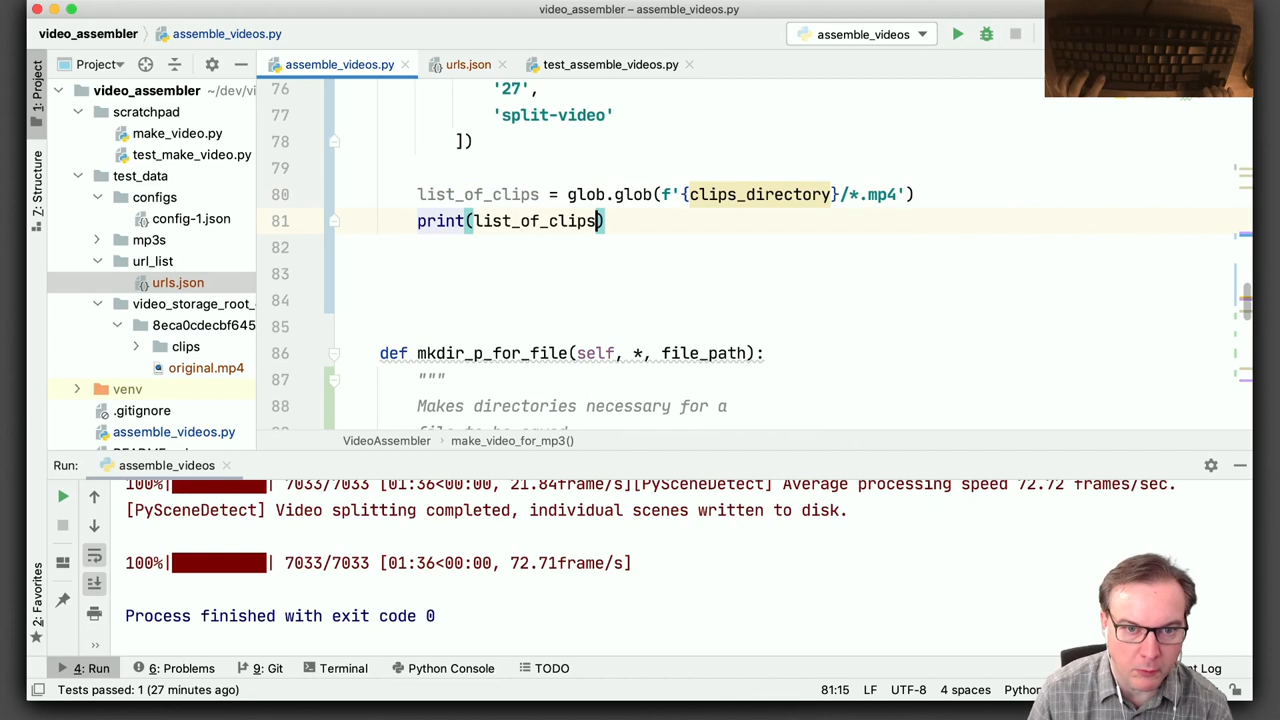 video_assembler – assemble_videos.py
video_assembler assemble_videos.py assemble_videos
Project assemble_videos.py urls.json test_assemble_videos.py
1: Project
Z: Structure
2: Favorites
video_assembler ~/dev/vi
scratchpad
make_video.py
test_make_video.py
test_data
configs
config-1.json
mp3s
url_list
urls.json
video_storage_root_
8eca0cdecbf645
clips
original.mp4
venv
.gitignore
assemble_videos.py
76 '27',
77 'split-video'
78 ])
79
80 list_of_clips = glob.glob(f'{clips_directory}/*.mp4')
81 print(list_of_clips)
82
83
84
85
86 def mkdir_p_for_file(self, *, file_path):
87 """
88 Makes directories necessary for a
VideoAssembler make_video_for_mp3()
Run: assemble_videos
100%| | 7033/7033 [01:36<00:00, 21.84frame/s][PySceneDetect] Average processing speed 72.72 frames/sec.
[PySceneDetect] Video splitting completed, individual scenes written to disk.
100%| | 7033/7033 [01:36<00:00, 72.71frame/s]
Process finished with exit code 0
4: Run 6: Problems 9: Git Terminal Python Console TODO t Log
Tests passed: 1 (27 minutes ago) 81:15 LF UTF-8 4 spaces Python